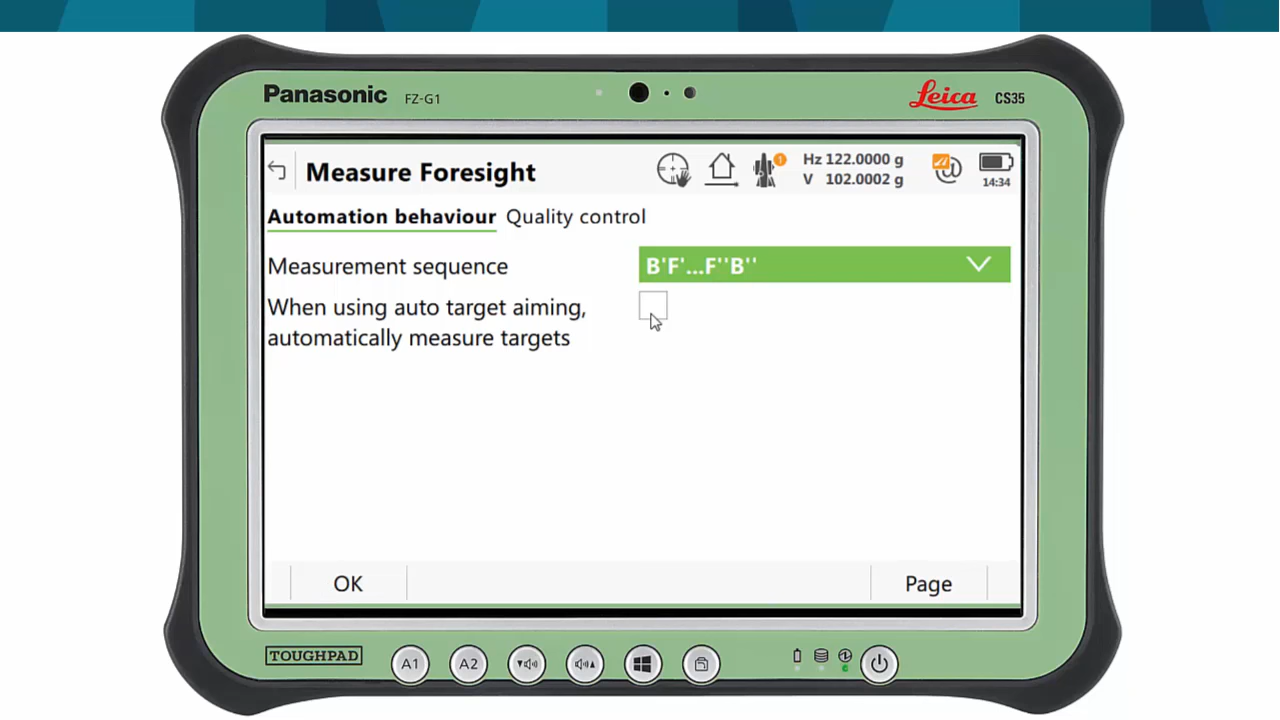 Panasonic FZ-G1
Leica CS35
Measure Foresight
1
Hz 122.0000 g
V 102.0002 g
@
14:34
Automation behaviour Quality control
Measurement sequence B'F'...F''B''
When using auto target aiming,
automatically measure targets
OK Page
TOUGHPAD A1 A2